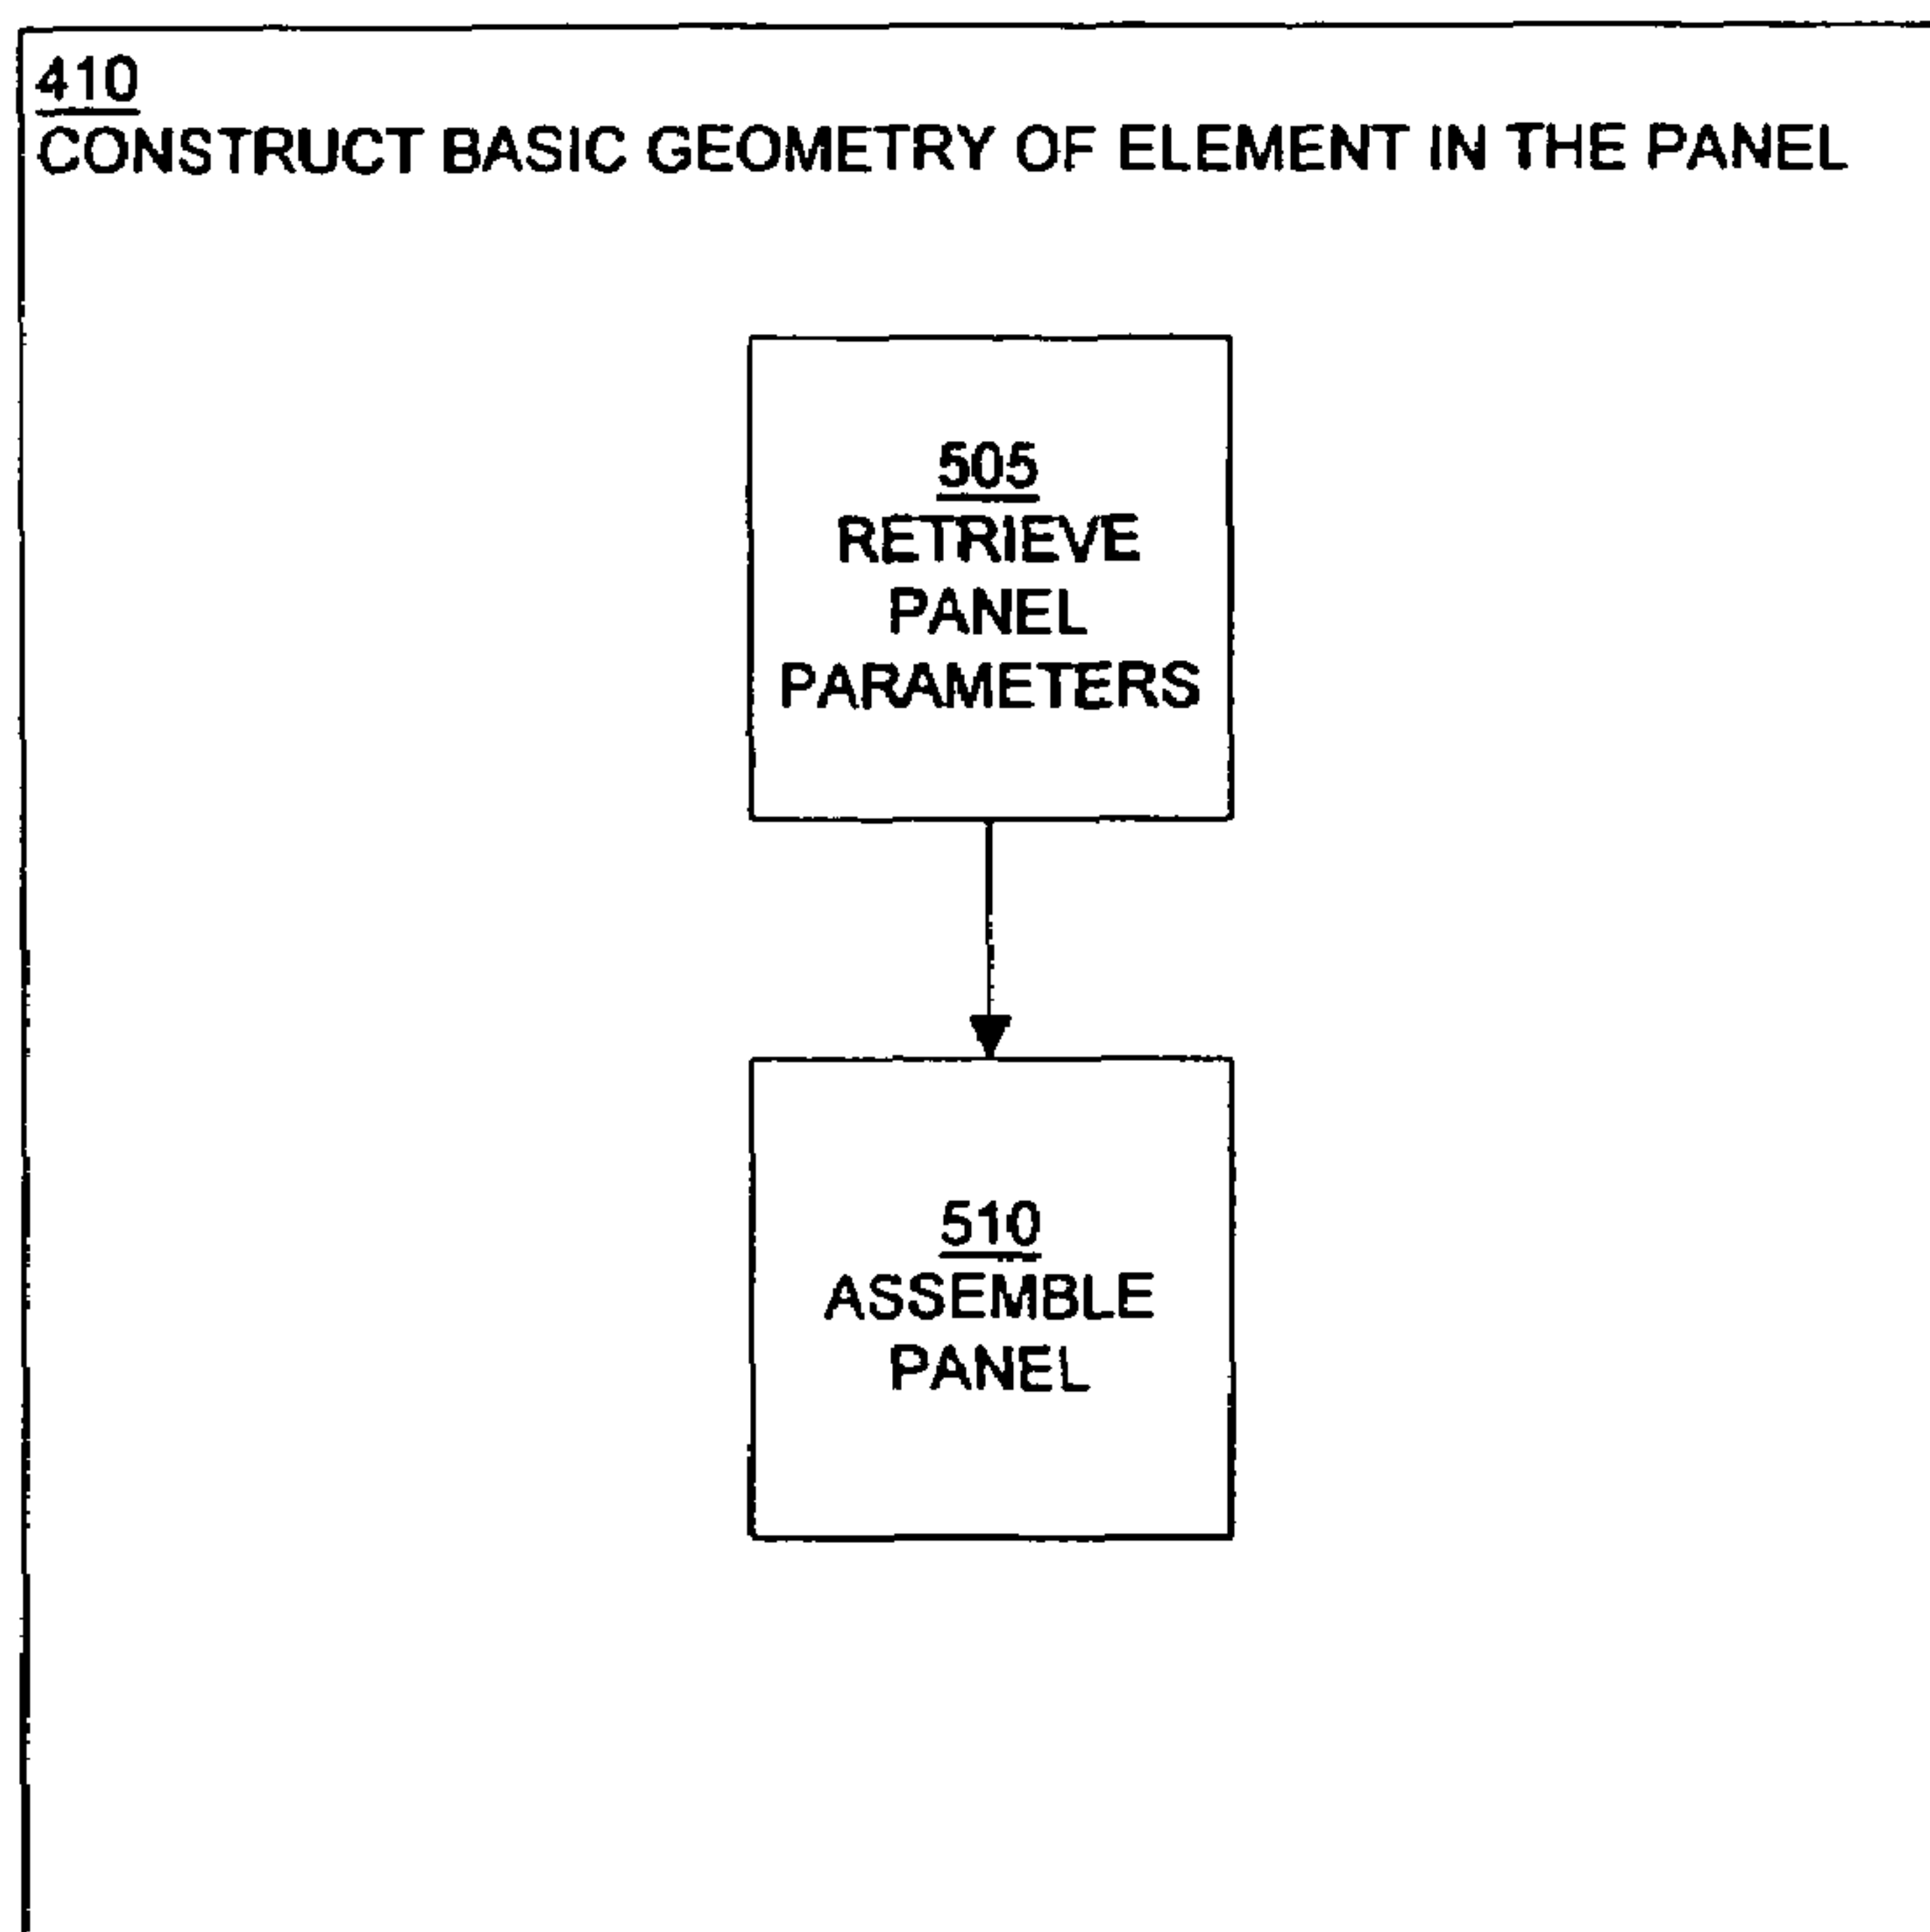 410
CONSTRUCT BASIC GEOMETRY OF ELEMENT IN THE PANEL
505
RETRIEVE
PANEL
PARAMETERS
510
ASSEMBLE
PANEL